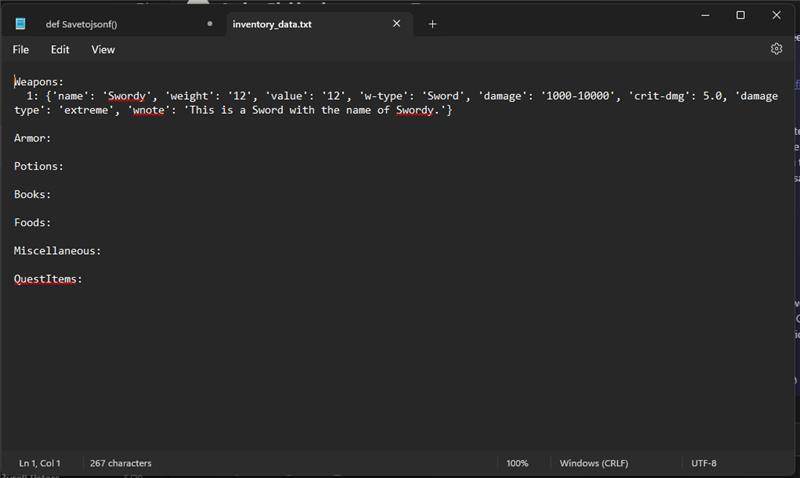 def Savetojsonf()
inventory_data.txt
File Edit View
Weapons:
  1: {'name': 'Swordy', 'weight': '12', 'value': '12', 'w-type': 'Sword', 'damage': '1000-10000', 'crit-dmg': 5.0, 'damage
type': 'extreme', 'wnote': 'This is a Sword with the name of Swordy.'}
Armor:
Potions:
Books:
Foods:
Miscellaneous:
QuestItems:
Ln 1, Col 1 267 characters 100% Windows (CRLF) UTF-8